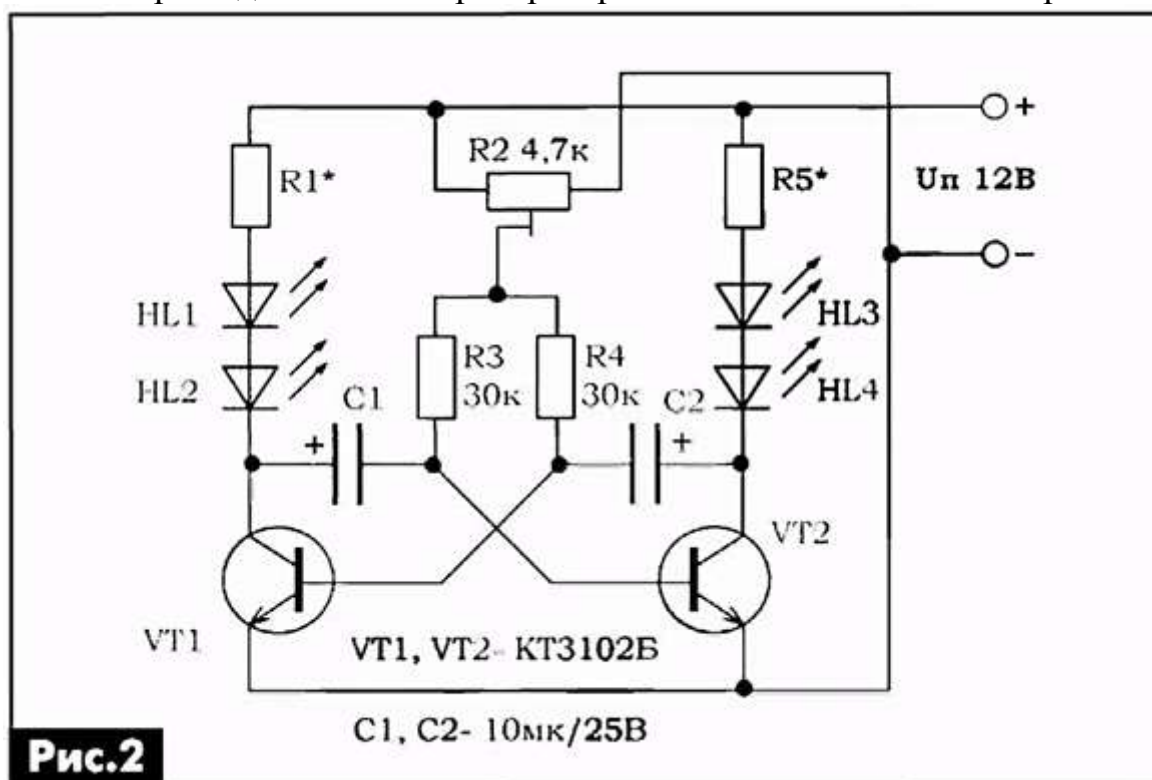 R2 4,7к
+
R1*
R5*
Uп 12В
−
HL1
HL3
R3
30к
R4
30к
HL2
HL4
C1
C2
+
+
VT2
VT1
VT1, VT2- КТ3102Б
C1, C2- 10мк/25В
Рис.2